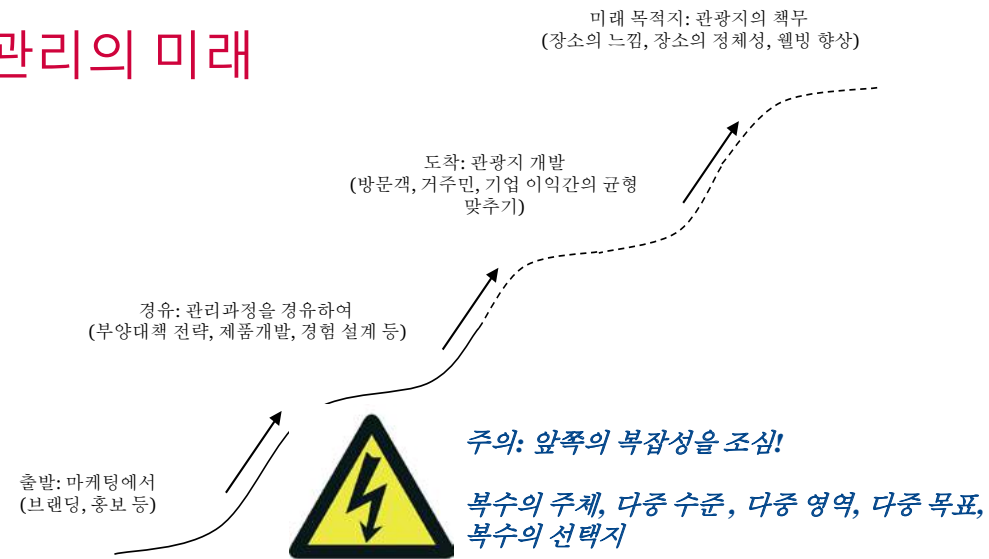 관리의 미래
미래 목적지: 관광지의 책무
(장소의 느낌, 장소의 정체성, 웰빙 향상)
도착: 관광지 개발
(방문객, 거주민, 기업 이익간의 균형
맞추기)
경유: 관리과정을 경유하여
(부양대책 전략, 제품개발, 경험 설계 등)
출발: 마케팅에서
(브랜딩, 홍보 등)
주의: 앞쪽의 복잡성을 조심!
복수의 주체, 다중 수준 , 다중 영역, 다중 목표,
복수의 선택지